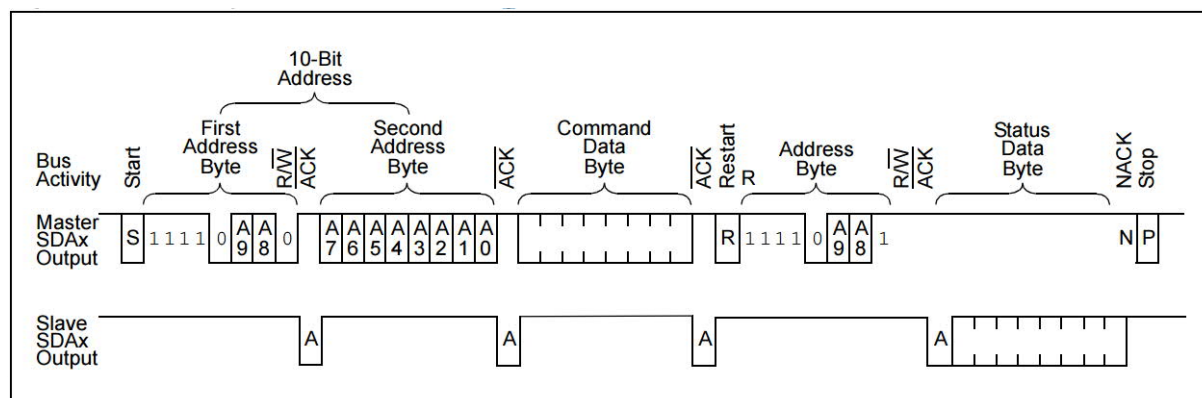 10-Bit
Address
First
Address
Byte
Second
Address
Byte
Command
Data
Byte
Address
Byte
Status
Data
Byte
Bus
Activity
Start
R/W
ACK
ACK
ACK
Restart
R
R/W
ACK
NACK
Stop
Master
SDAx
Output
S 1 1 1 1 0 A9 A8 0 A7 A6 A5 A4 A3 A2 A1 A0 R 1 1 1 1 0 A9 A8 1 N P
Slave
SDAx
Output
A A A A